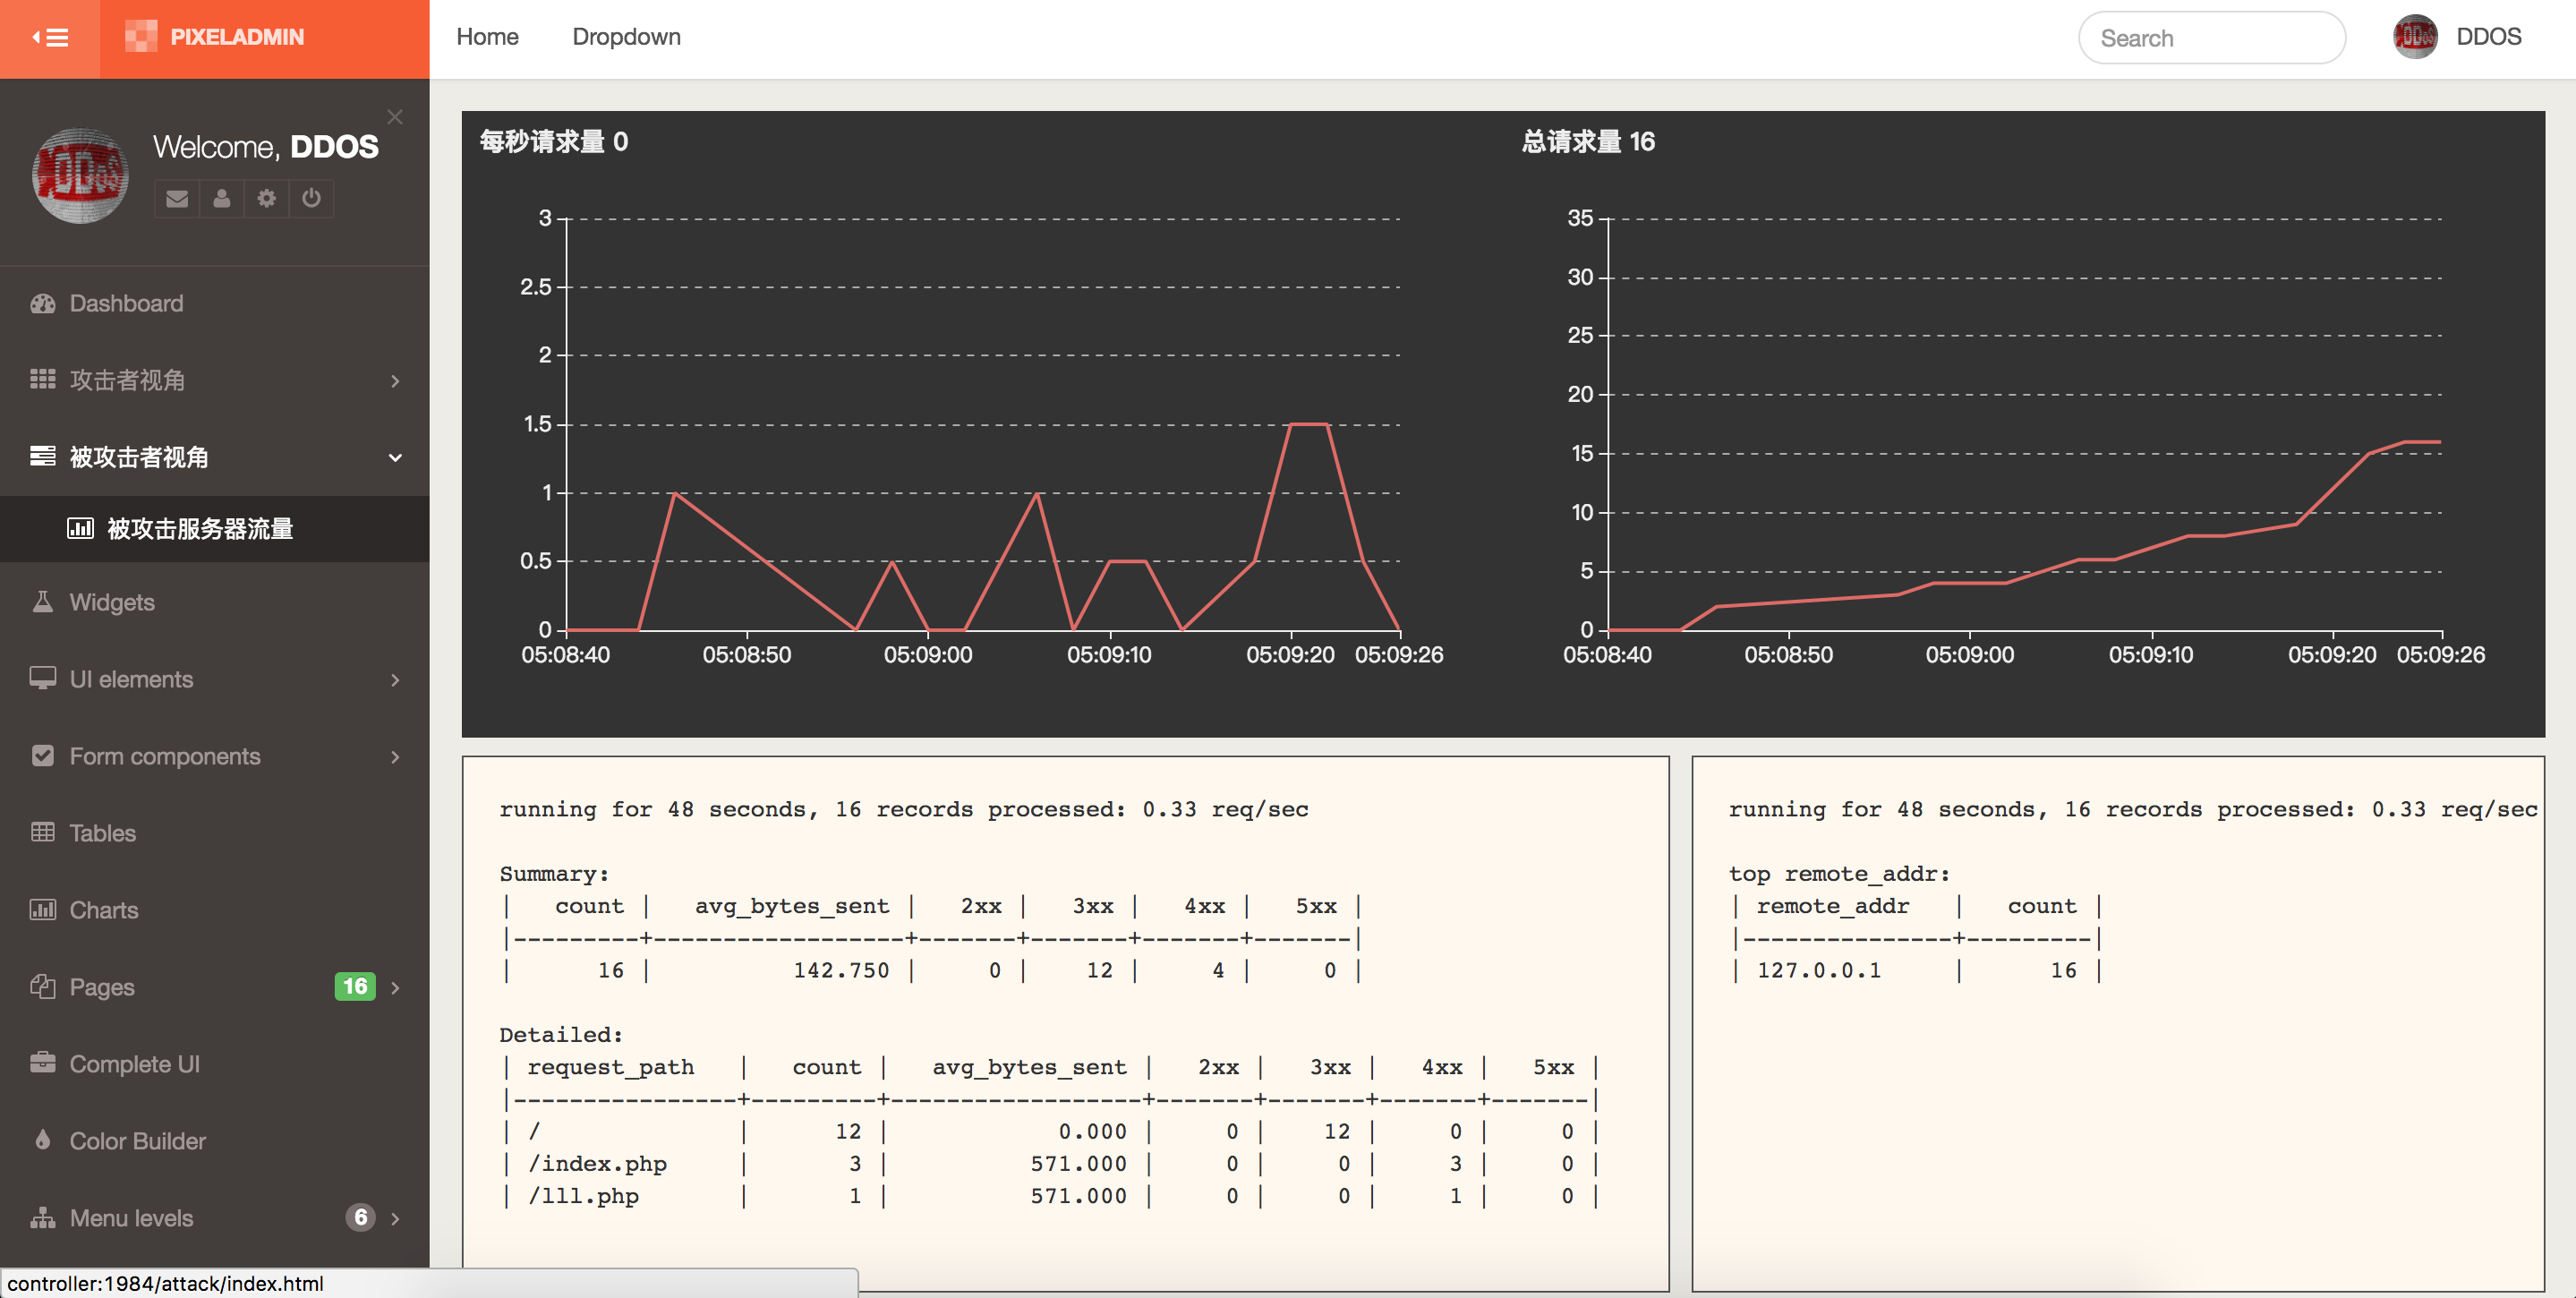 PIXELADMIN
Home
Dropdown
Search
DDOS
Welcome, DDOS
Dashboard
攻击者视角
被攻击者视角
被攻击服务器流量
Widgets
UI elements
Form components
Tables
Charts
Pages 16
Complete UI
Color Builder
Menu levels 6
controller:1984/attack/index.html
每秒请求量 0
3
2.5
2
1.5
1
0.5
0
05:08:40 05:08:50 05:09:00 05:09:10 05:09:20 05:09:26
总请求量 16
35
30
25
20
15
10
5
0
05:08:40 05:08:50 05:09:00 05:09:10 05:09:20 05:09:26
running for 48 seconds, 16 records processed: 0.33 req/sec
Summary:
| count | avg_bytes_sent | 2xx | 3xx | 4xx | 5xx |
|---------+------------------+-------+-------+-------+-------|
| 16 | 142.750 | 0 | 12 | 4 | 0 |
Detailed:
| request_path | count | avg_bytes_sent | 2xx | 3xx | 4xx | 5xx |
|----------------+---------+------------------+-------+-------+-------+-------|
| / | 12 | 0.000 | 0 | 12 | 0 | 0 |
| /index.php | 3 | 571.000 | 0 | 0 | 3 | 0 |
| /lll.php | 1 | 571.000 | 0 | 0 | 1 | 0 |
running for 48 seconds, 16 records processed: 0.33 req/sec
top remote_addr:
| remote_addr | count |
|---------------+---------|
| 127.0.0.1 | 16 |